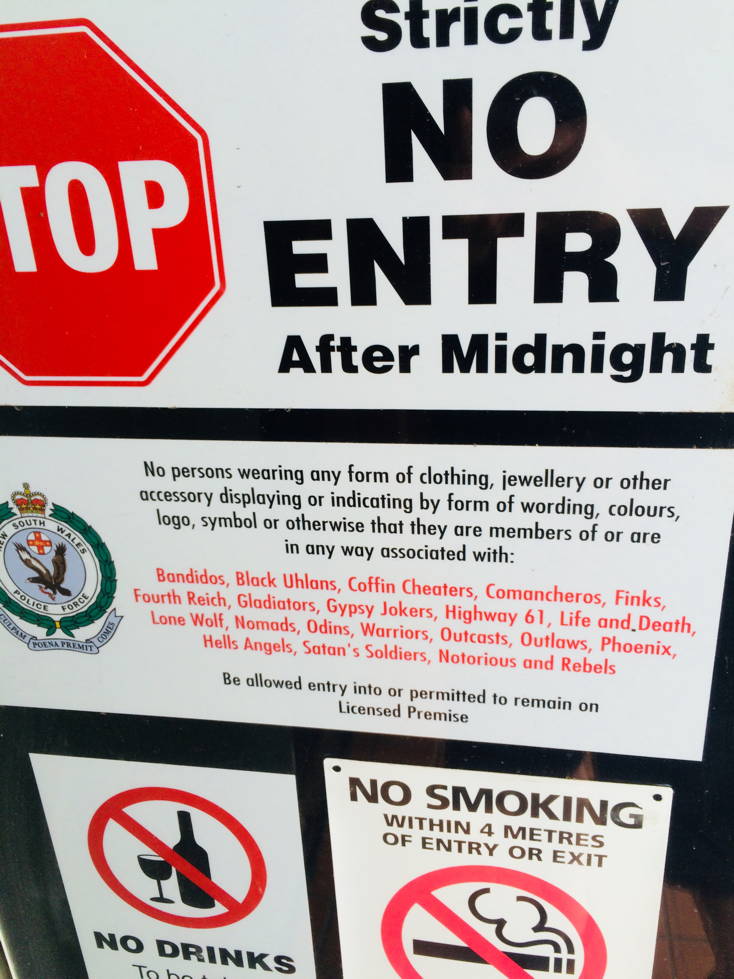 Strictly
NO
ENTRY
After Midnight
TOP
No persons wearing any form of clothing, jewellery or other
accessory displaying or indicating by form of wording, colours,
logo, symbol or otherwise that they are members of or are
in any way associated with:
Bandidos, Black Uhlans, Coffin Cheaters, Comancheros, Finks,
Fourth Reich, Gladiators, Gypsy Jokers, Highway 61, Life and Death,
Lone Wolf, Nomads, Odins, Warriors, Outcasts, Outlaws, Phoenix,
Hells Angels, Satan's Soldiers, Notorious and Rebels
Be allowed entry into or permitted to remain on
Licensed Premise
NEW SOUTH WALES
POLICE FORCE
CULPAM POENA PREMIT COMES
NO DRINKS
To be
NO SMOKING
WITHIN 4 METRES
OF ENTRY OR EXIT